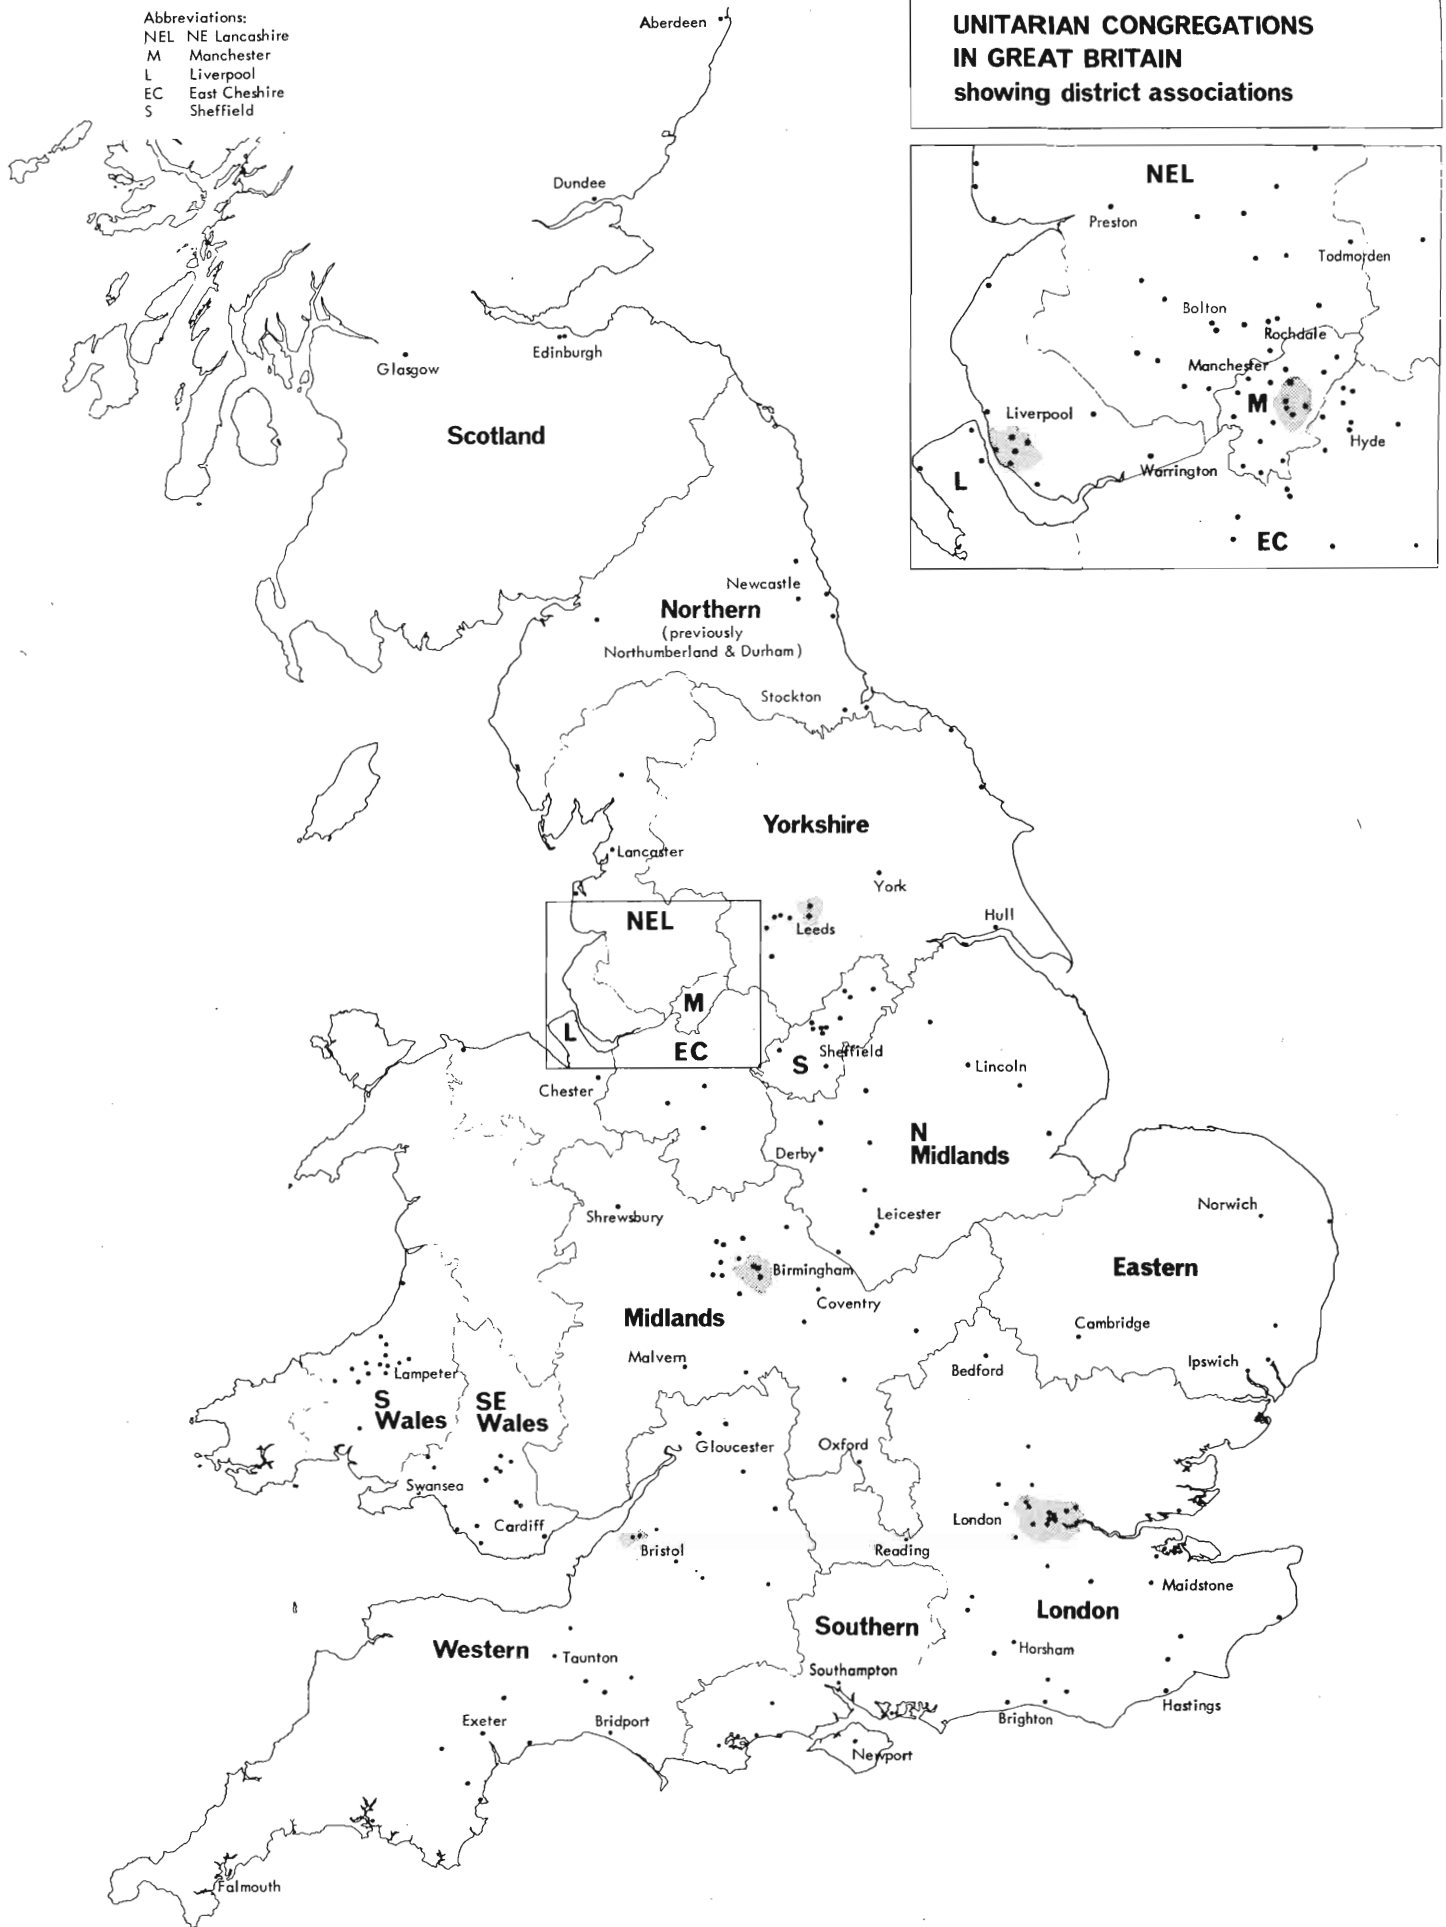 Abbreviations:
NEL NE Lancashire
M Manchester
L Liverpool
EC East Cheshire
S Sheffield
UNITARIAN CONGREGATIONS
IN GREAT BRITAIN
showing district associations
Aberdeen
Dundee
Edinburgh
Glasgow
Scotland
NEL
Preston
Todmorden
Bolton
Rochdale
Manchester
M
Liverpool
Hyde
Warrington
L
EC
Newcastle
Northern
(previously
Northumberland & Durham)
Stockton
Yorkshire
Lancaster
York
NEL
Leeds
Hull
M
L
EC
S
Sheffield
Chester
Lincoln
N
Midlands
Derby
Shrewsbury
Leicester
Norwich
Birmingham
Eastern
Coventry
Midlands
Cambridge
Malvern
Bedford
Ipswich
Lampeter
S
Wales
SE
Wales
Gloucester
Oxford
Swansea
Cardiff
London
Bristol
Reading
Maidstone
London
Southern
Western
Taunton
Horsham
Southampton
Exeter
Bridport
Brighton
Hastings
Newport
Falmouth